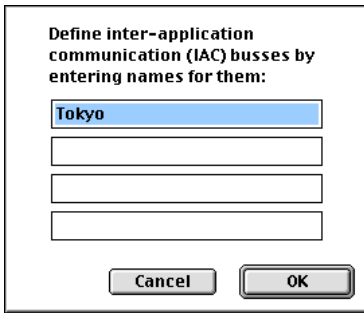 Define inter-application
communication (IAC) busses by
entering names for them:
Tokyo
Cancel OK